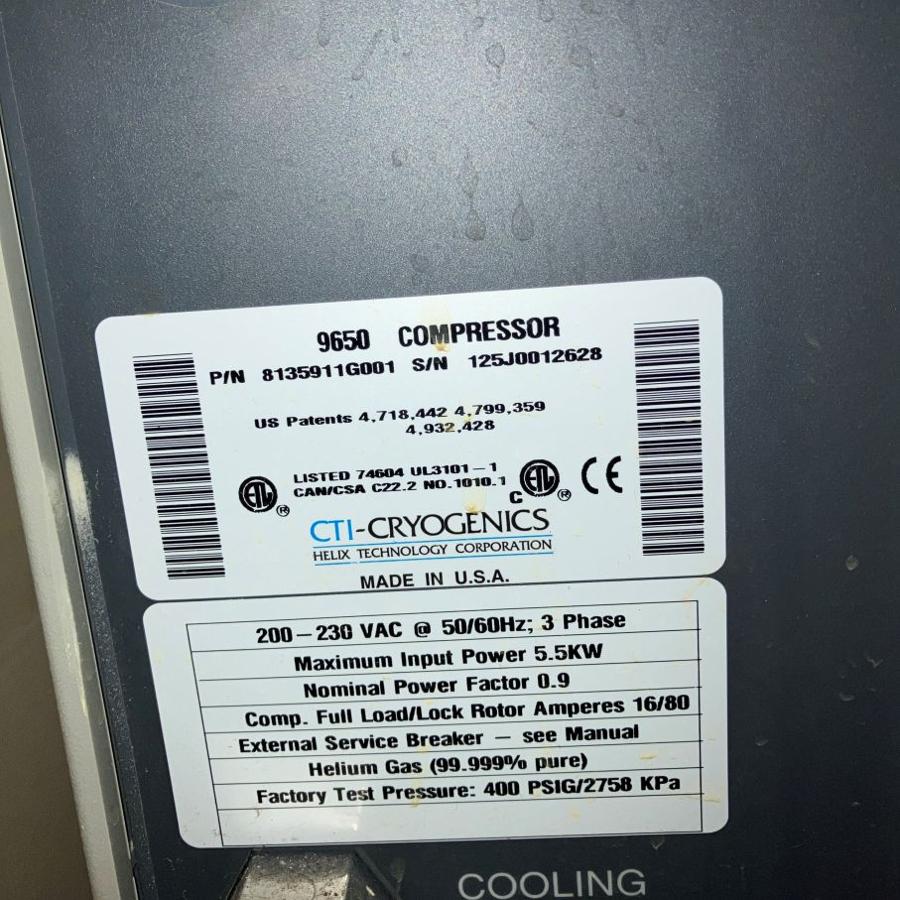 9650 COMPRESSOR
P/N 8135911G001 S/N 125J0012628
US Patents 4,718,442 4,799,359
4,932,428
ETL ® LISTED 74604 UL3101-1
CAN/CSA C22.2 NO.1010.1 C ETL ® CE
CTI-CRYOGENICS
HELIX TECHNOLOGY CORPORATION
MADE IN U.S.A.
200-230 VAC @ 50/60Hz; 3 Phase
Maximum Input Power 5.5KW
Nominal Power Factor 0.9
Comp. Full Load/Lock Rotor Amperes 16/80
External Service Breaker - see Manual
Helium Gas (99.999% pure)
Factory Test Pressure: 400 PSIG/2758 KPa
COOLING